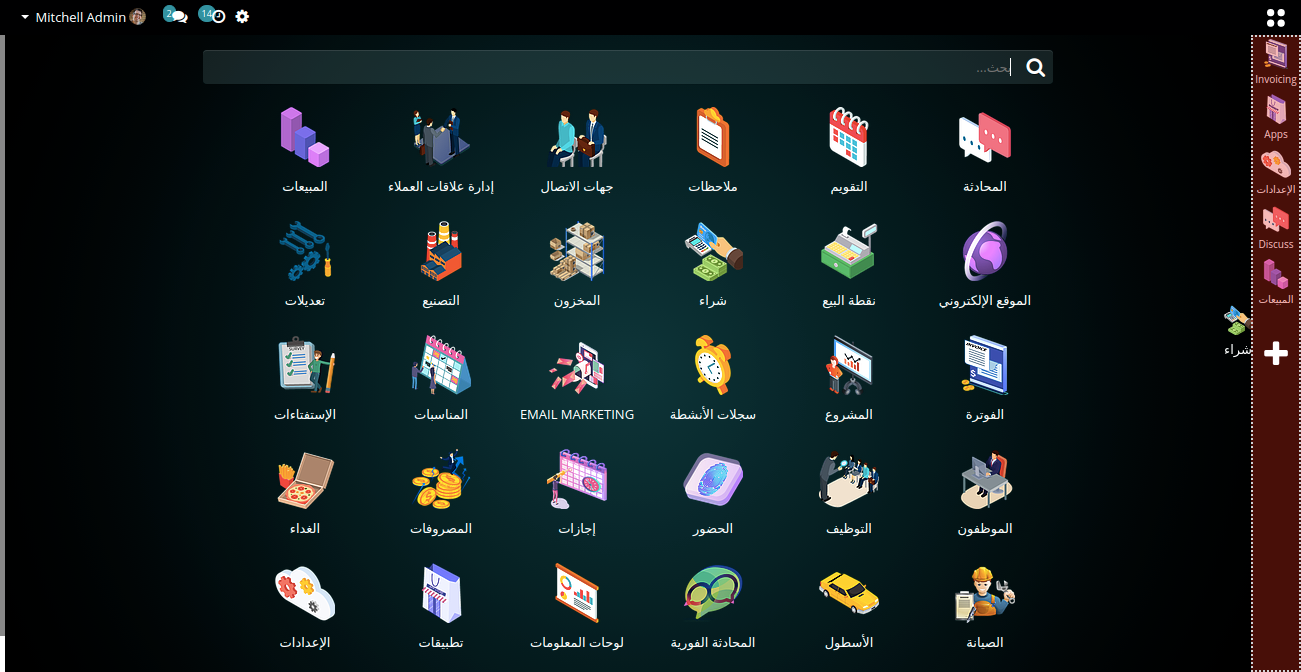 Mitchell Admin
2
14
بحث...
المحادثة
التقويم
ملاحظات
جهات الاتصال
إدارة علاقات العملاء
المبيعات
الموقع الإلكتروني
نقطة البيع
شراء
المخزون
التصنيع
تعديلات
الفوترة
المشروع
سجلات الأنشطة
EMAIL MARKETING
المناسبات
الإستفتاءات
الموظفون
التوظيف
الحضور
إجازات
المصروفات
الغداء
الصيانة
الأسطول
المحادثة الفورية
لوحات المعلومات
تطبيقات
الإعدادات
Invoicing
Apps
الإعدادات
Discuss
المبيعات
شراء
INVOICE
SURVEY